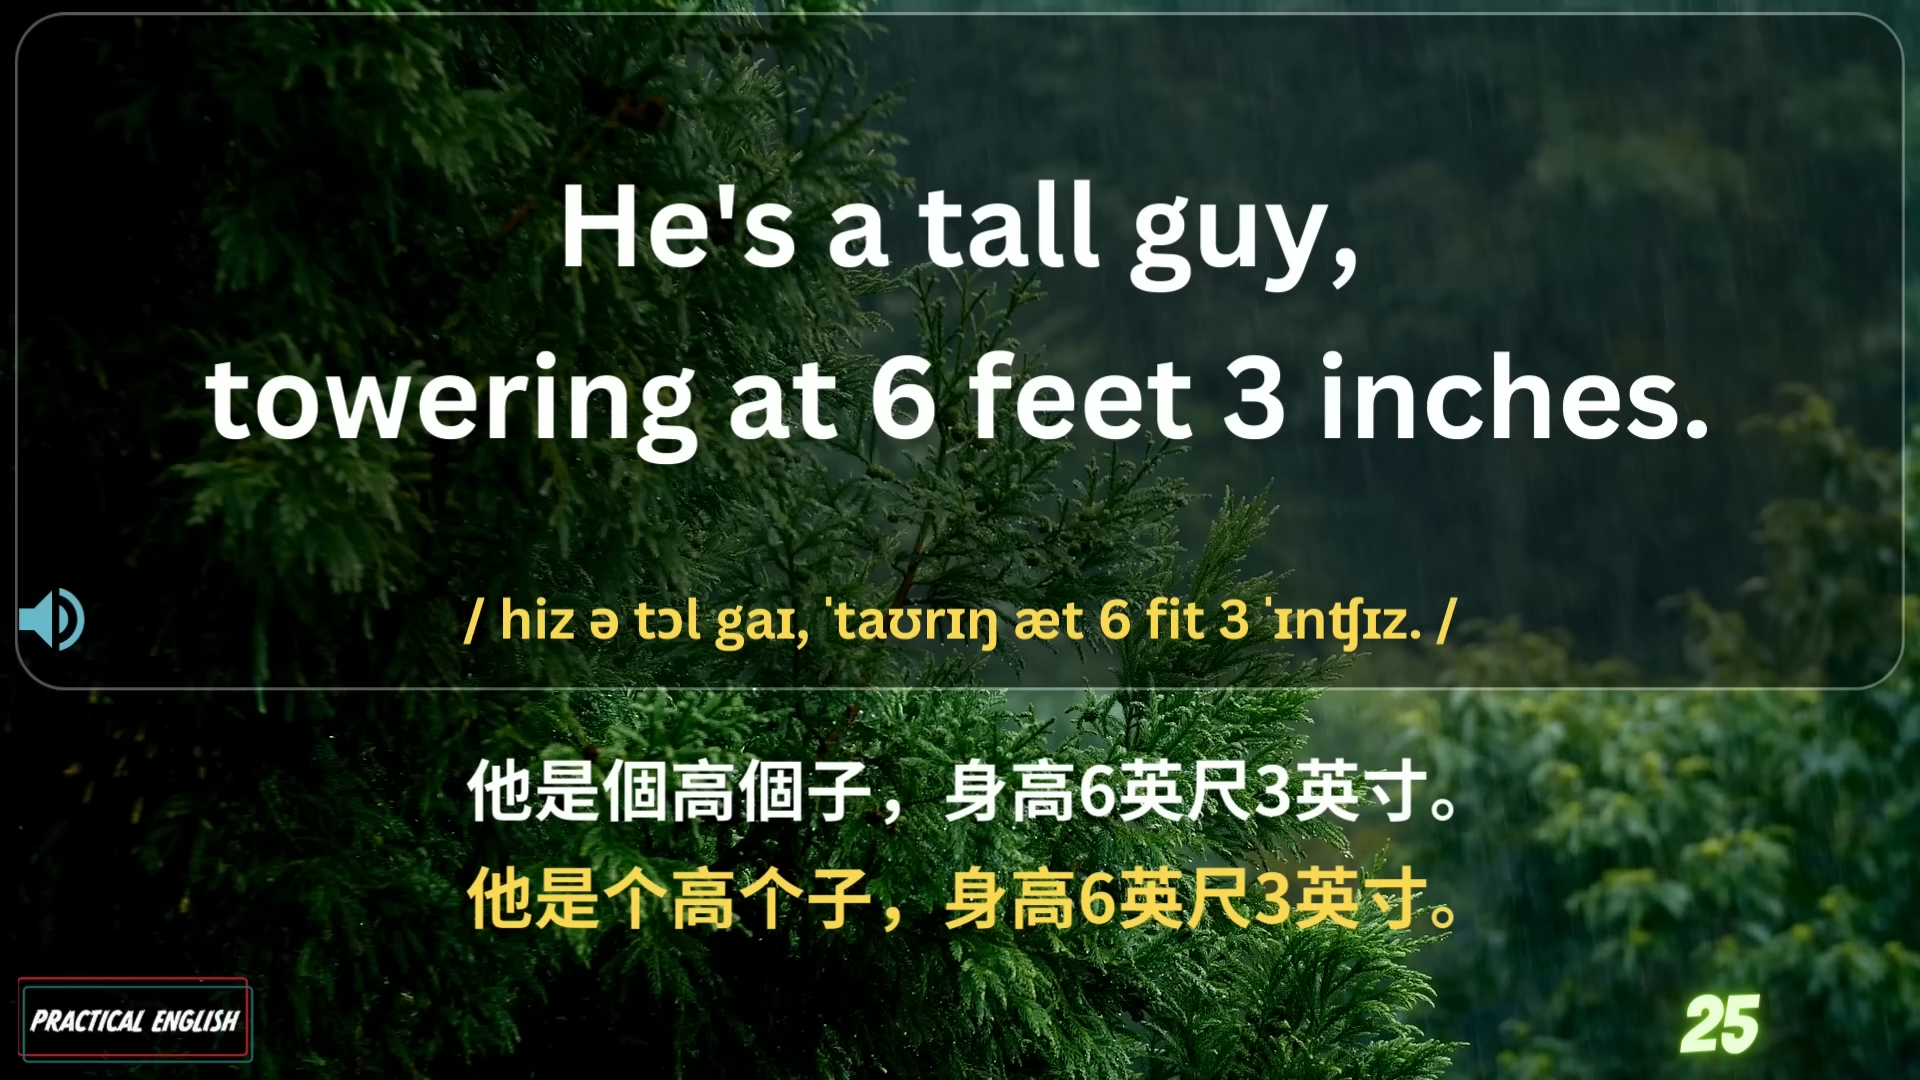 He's a tall guy,
towering at 6 feet 3 inches.
/ hiz ə tɔl gaɪ, ˈtaʊrɪŋ æt 6 fit 3 ˈɪnʧɪz. /
他是個高個子，身高6英尺3英寸。
他是个高个子，身高6英尺3英寸。
PRACTICAL ENGLISH
25